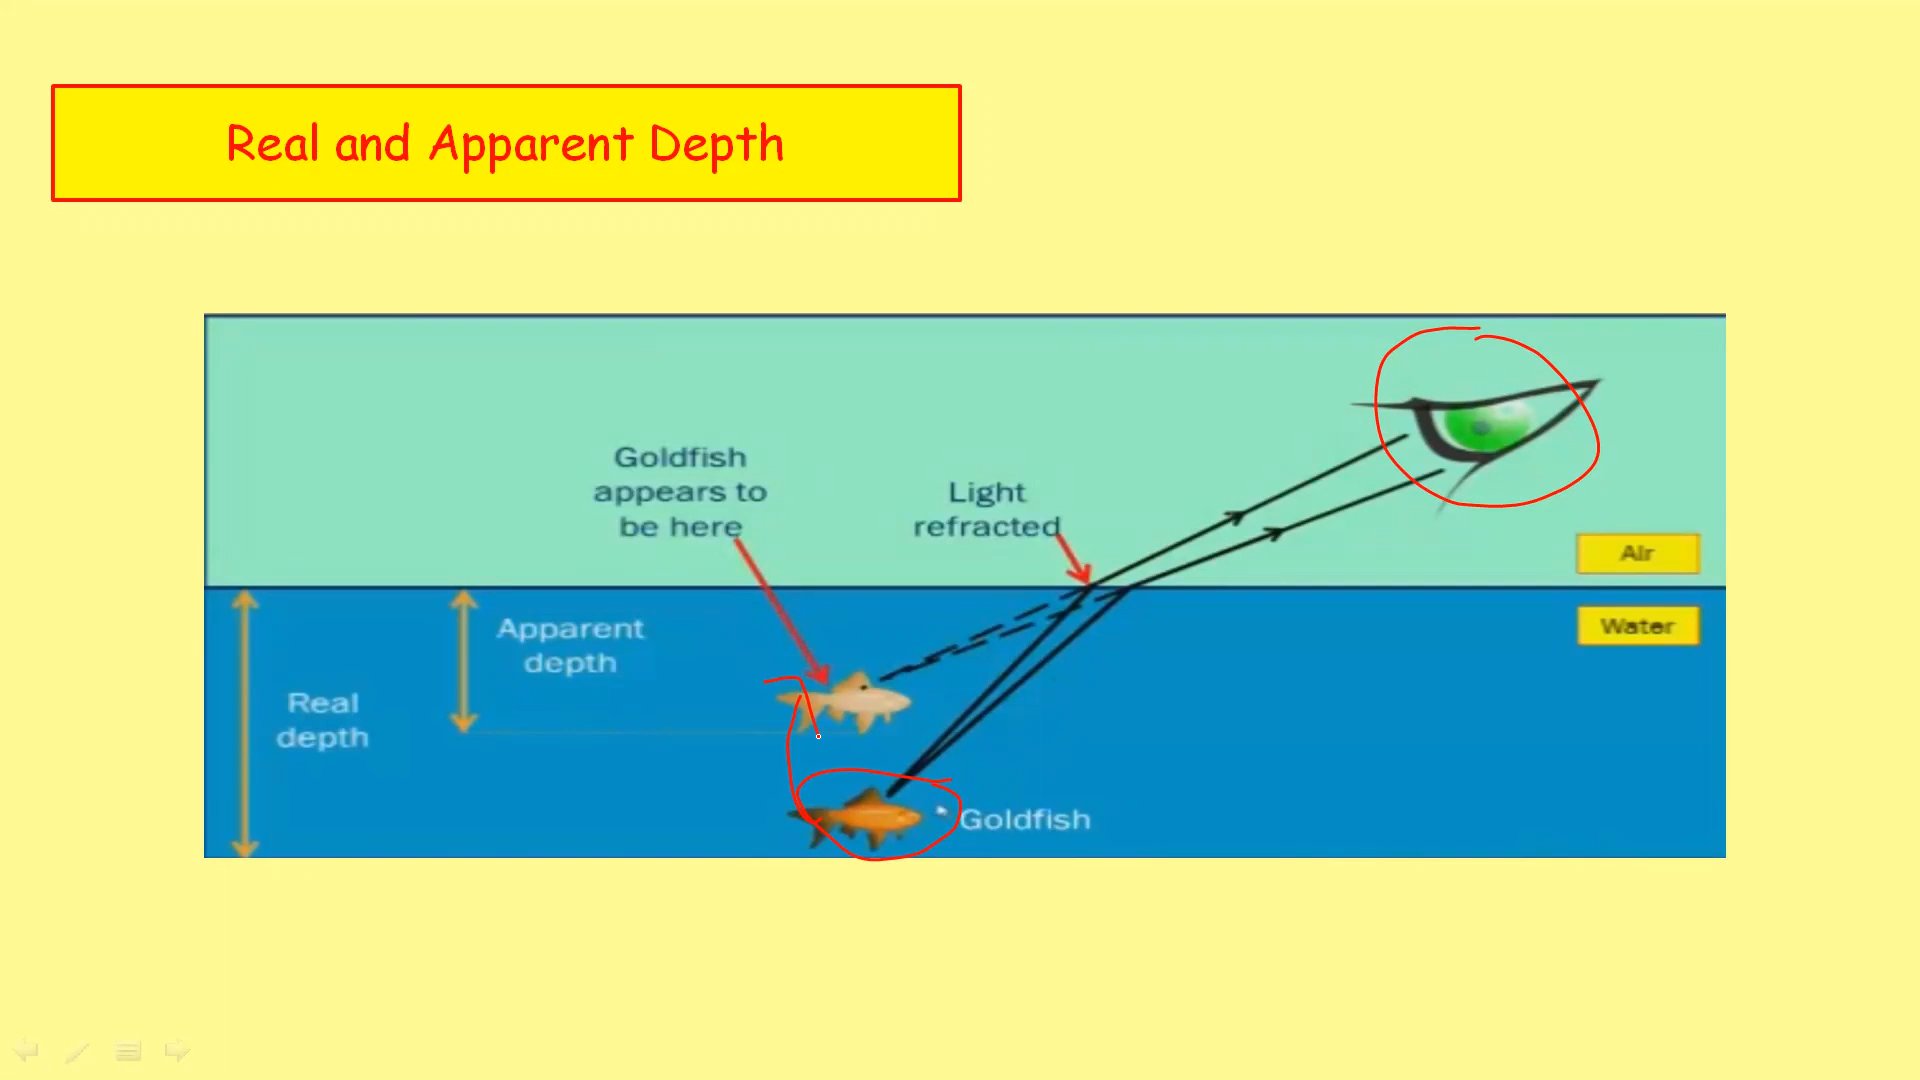 Real and Apparent Depth
Goldfish
appears to
be here
Light
refracted
Air
Water
Apparent
depth
Real
depth
Goldfish